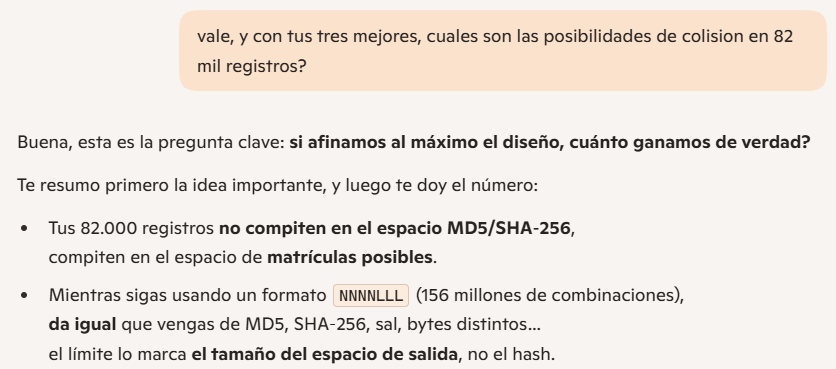 vale, y con tus tres mejores, cuales son las posibilidades de colision en 82
mil registros?
Buena, esta es la pregunta clave: si afinamos al máximo el diseño, cuánto ganamos de verdad?
Te resumo primero la idea importante, y luego te doy el número:
• Tus 82.000 registros no compiten en el espacio MD5/SHA-256,
compiten en el espacio de matrículas posibles.
• Mientras sigas usando un formato NNNNLLL (156 millones de combinaciones),
da igual que vengas de MD5, SHA-256, sal, bytes distintos...
el límite lo marca el tamaño del espacio de salida, no el hash.